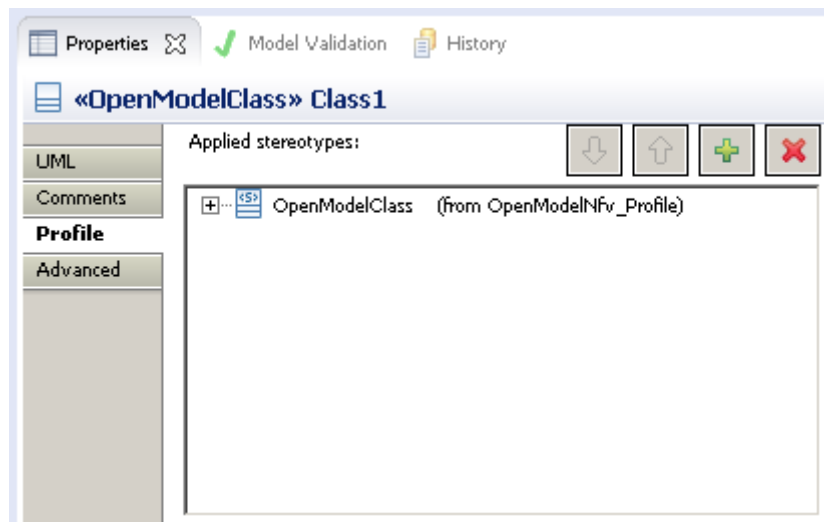 Properties Model Validation History
«OpenModelClass» Class1
Applied stereotypes:
UML
Comments
Profile
Advanced
<S> OpenModelClass (from OpenModelNfv_Profile)